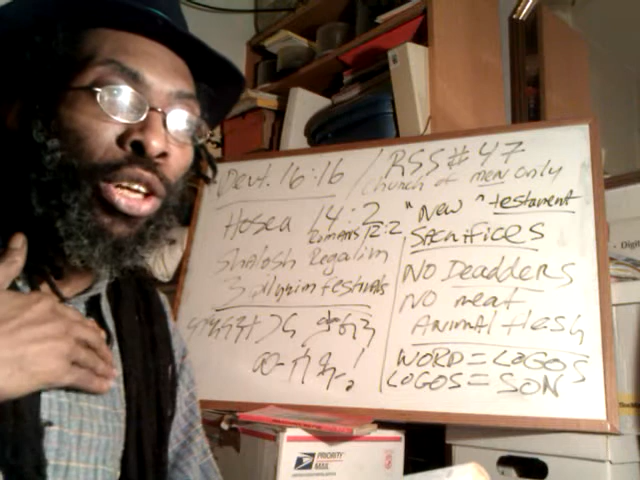 Deut. 16:16 / RSS # 47
church of men only
Hosea 14:2
Romans 12:2
Shalosh Regalim
3 pilgrim festivals
"New" testament
SACRIFICES
NO Deadders
NO meat
ANIMAL flesh
WORD = LOGOS
LOGOS = SON
PRIORITY
MAIL